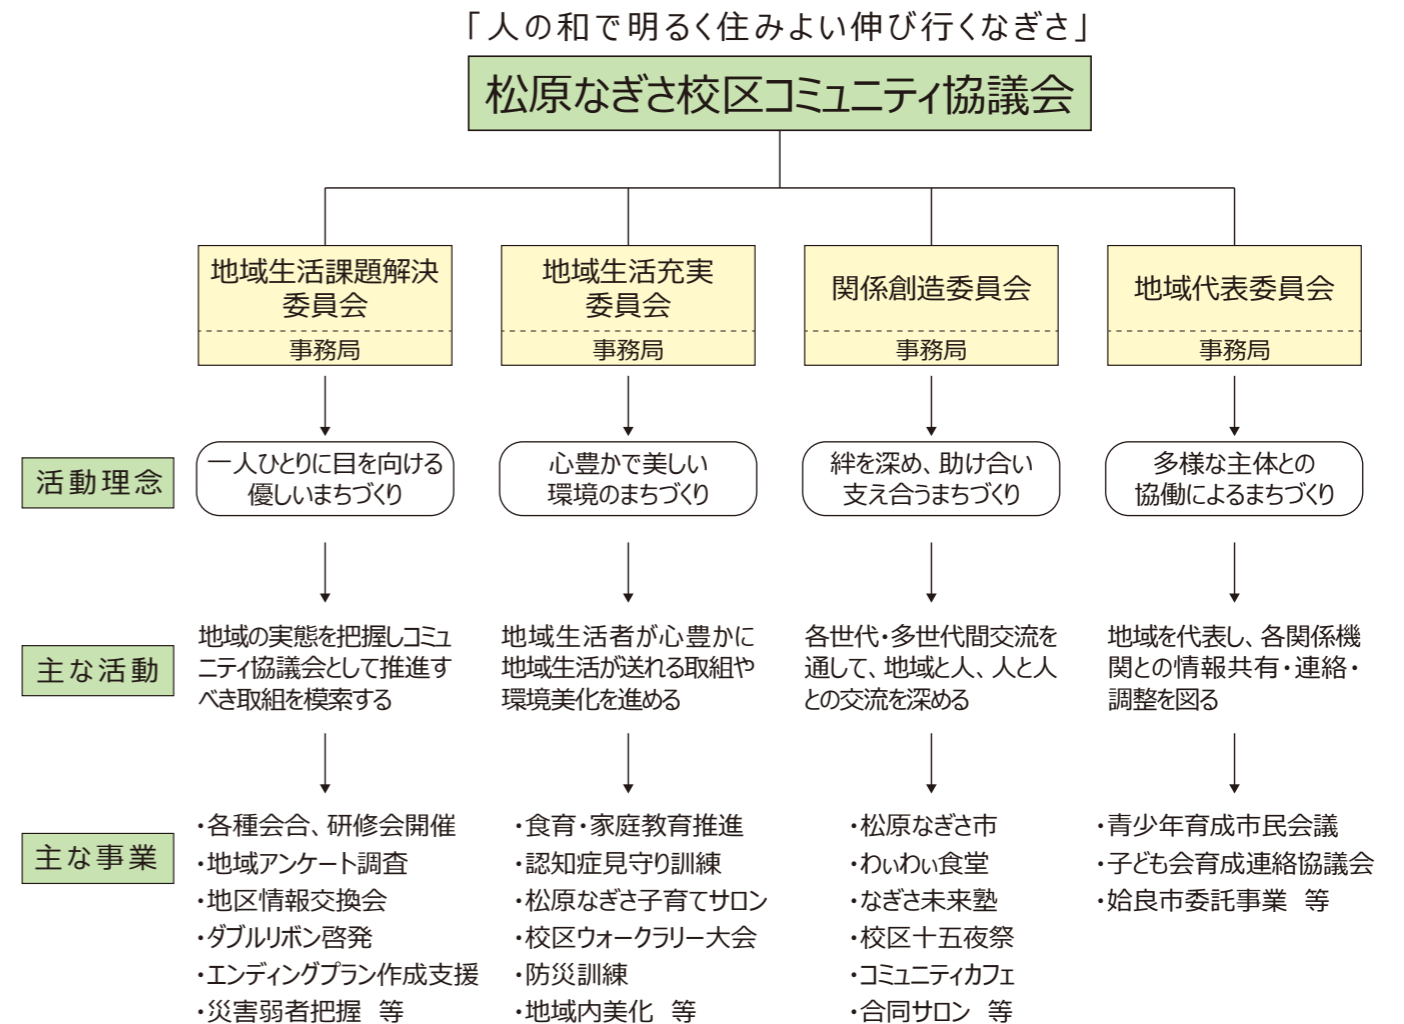 「人の和で明るく住みよい伸び行くなぎさ」
松原なぎさ校区コミュニティ協議会
地域生活課題解決
委員会
事務局
地域生活充実
委員会
事務局
関係創造委員会
事務局
地域代表委員会
事務局
活動理念
一人ひとりに目を向ける
優しいまちづくり
心豊かで美しい
環境のまちづくり
絆を深め、助け合い
支え合うまちづくり
多様な主体との
協働によるまちづくり
主な活動
地域の実態を把握しコミュ
ニティ協議会として推進す
べき取組を模索する
地域生活者が心豊かに
地域生活が送れる取組や
環境美化を進める
各世代・多世代間交流を
通して、地域と人、人と人
との交流を深める
地域を代表し、各関係機
関との情報共有・連絡・
調整を図る
主な事業
・各種会合、研修会開催
・地域アンケート調査
・地区情報交換会
・ダブルリボン啓発
・エンディングプラン作成支援
・災害弱者把握 等
・食育・家庭教育推進
・認知症見守り訓練
・松原なぎさ子育てサロン
・校区ウォークラリー大会
・防災訓練
・地域内美化 等
・松原なぎさ市
・わぃわぃ食堂
・なぎさ未来塾
・校区十五夜祭
・コミュニティカフェ
・合同サロン 等
・青少年育成市民会議
・子ども会育成連絡協議会
・姶良市委託事業 等